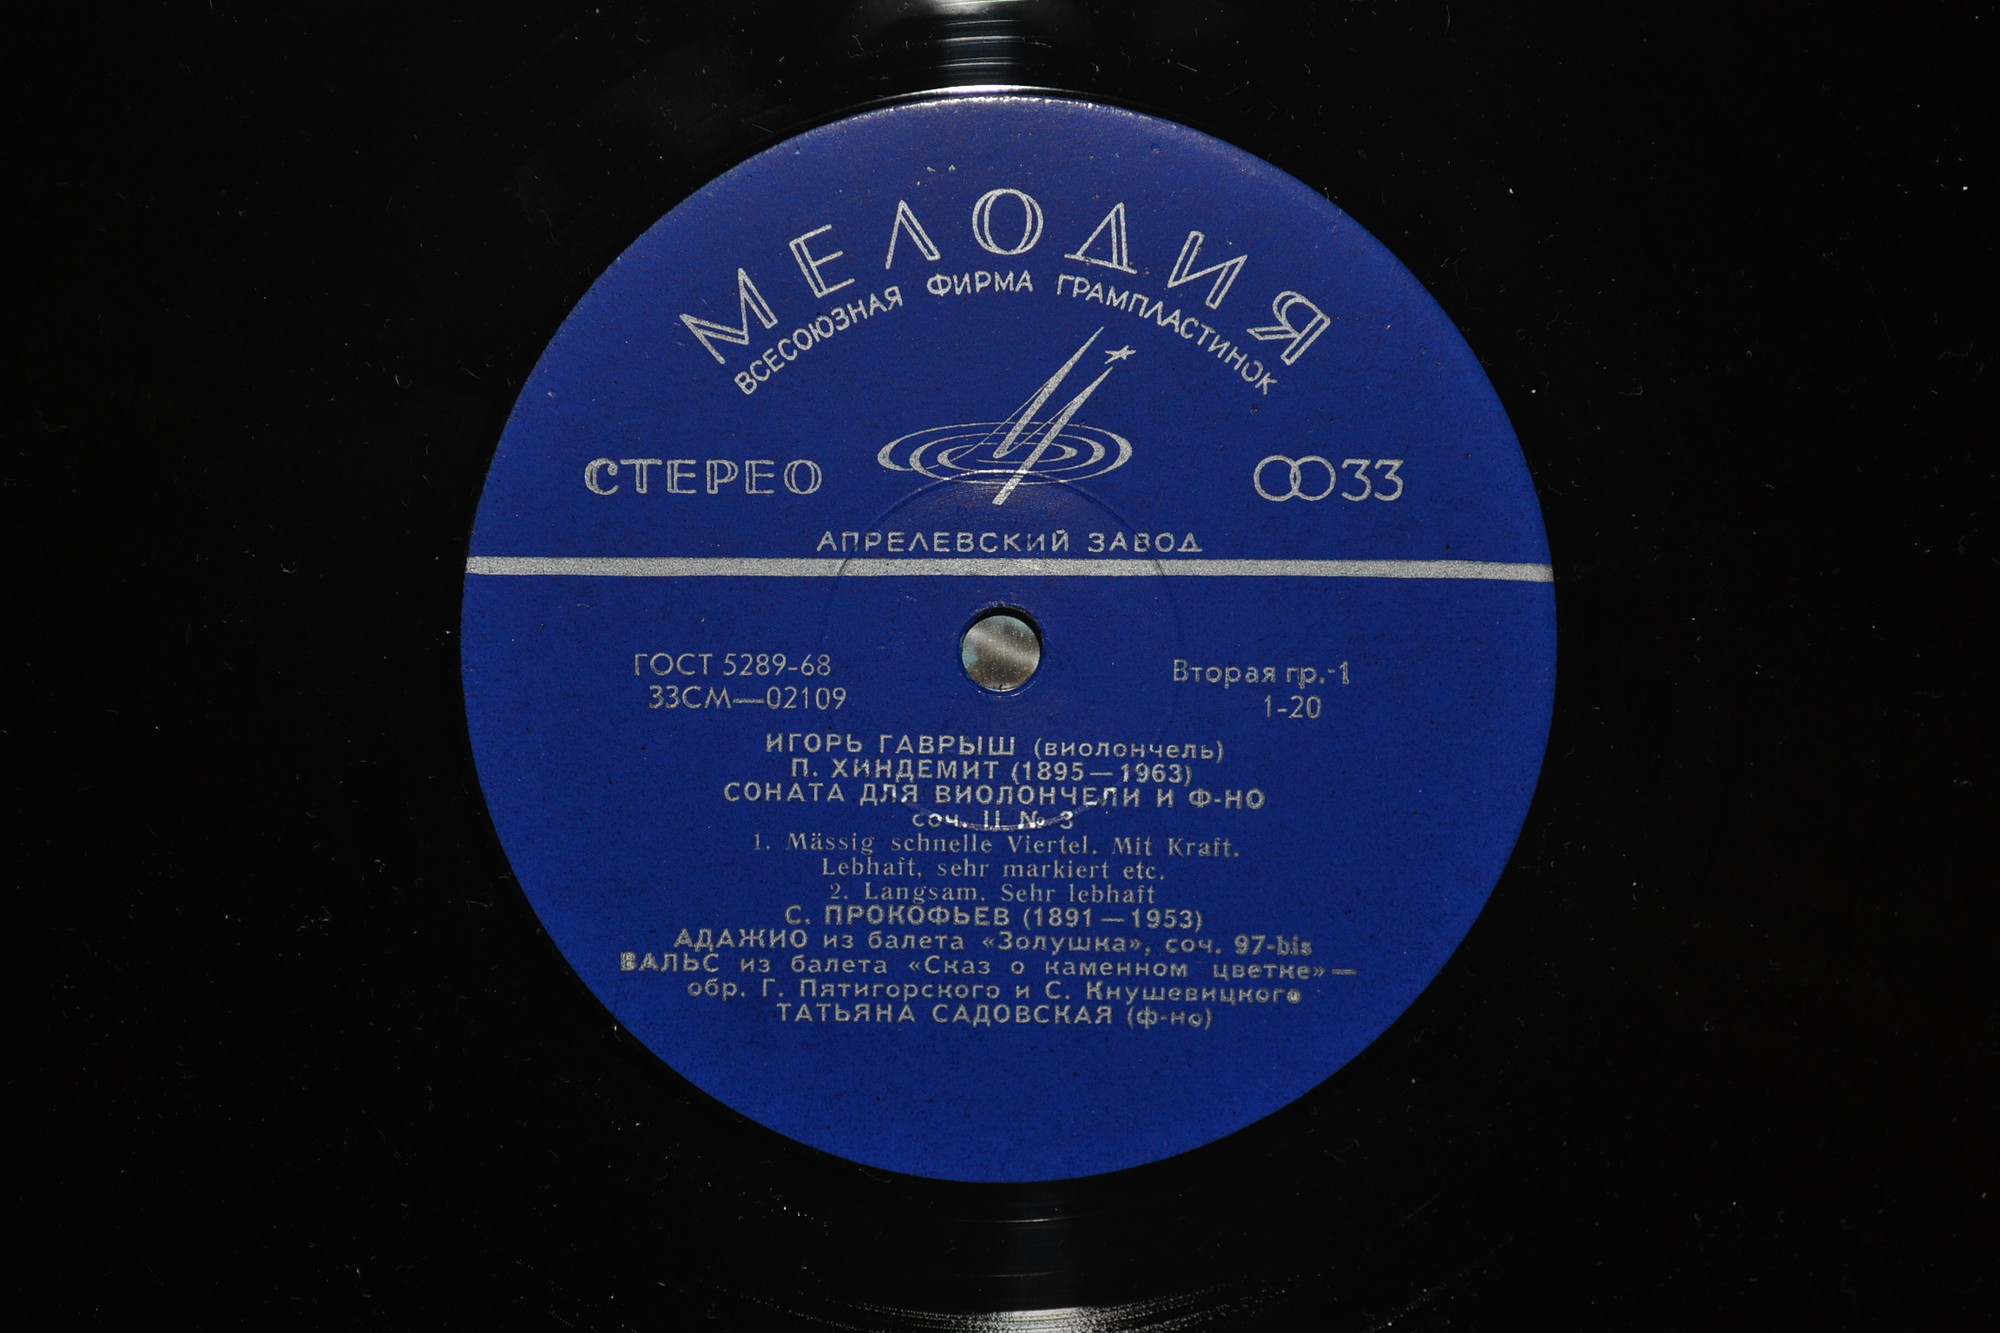 МЕЛОДИЯ
ВСЕСОЮЗНАЯ ФИРМА ГРАМПЛАСТИНОК
СТЕРЕО
33
АПРЕЛЕВСКИЙ ЗАВОД
ГОСТ 5289-68
Вторая гр.-1
33СМ—02109
1-20
ИГОРЬ ГАВРЫШ (виолончель)
П. ХИНДЕМИТ (1895—1963)
СОНАТА ДЛЯ ВИОЛОНЧЕЛИ И Ф-НО
соч. II № 3
1. Mässig schnelle Viertel. Mit Kraft.
Lebhaft, sehr markiert etc.
2. Langsam. Sehr lebhaft
С. ПРОКОФЬЕВ (1891—1953)
АДАЖИО из балета «Золушка», соч. 97-bis
ВАЛЬС из балета «Сказ о каменном цветке»—
обр. Г. Пятигорского и С. Кнушевицкого
ТАТЬЯНА САДОВСКАЯ (ф-но)